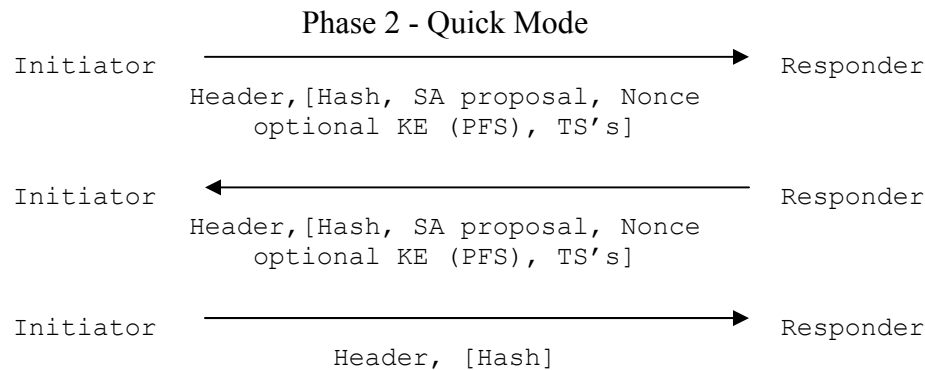 Phase 2 - Quick Mode
Initiator Responder
Header,[Hash, SA proposal, Nonce
optional KE (PFS), TS’s]
Initiator Responder
Header,[Hash, SA proposal, Nonce
optional KE (PFS), TS’s]
Initiator Responder
Header, [Hash]